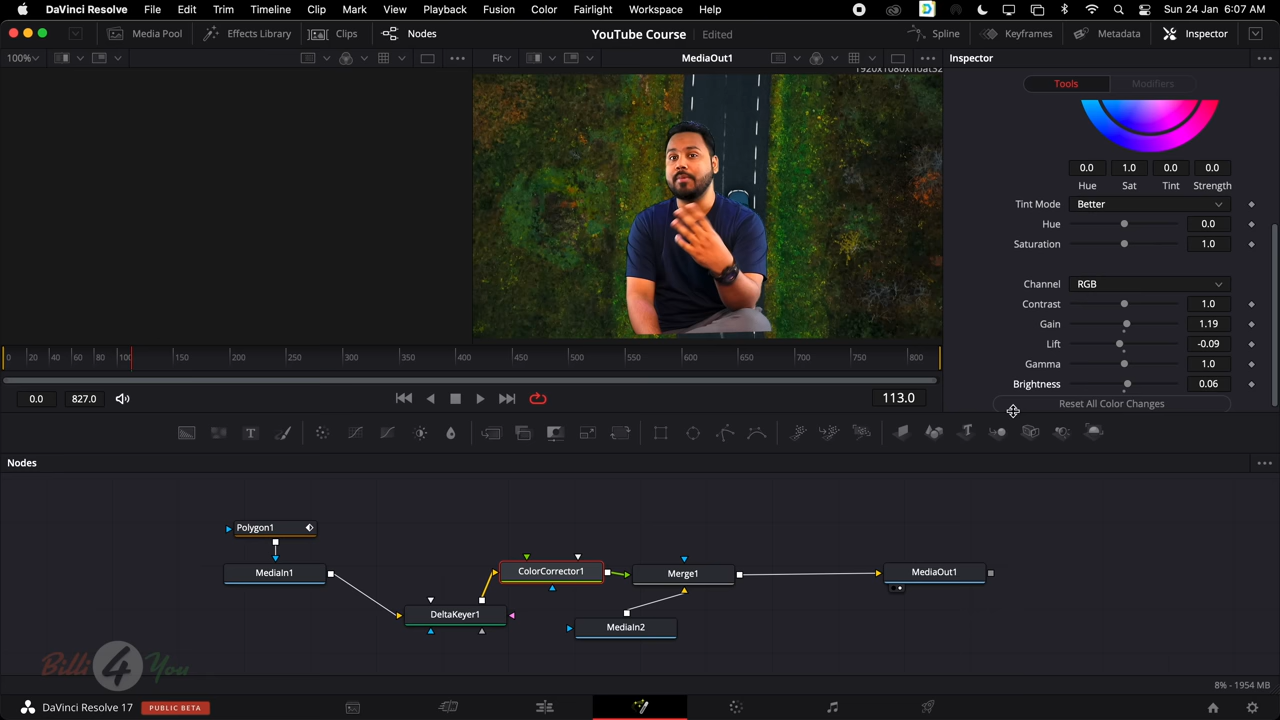 DaVinci Resolve File Edit Trim Timeline Clip Mark View Playback Fusion Color Fairlight Workspace Help Sun 24 Jan 6:07 AM
Media Pool Effects Library Clips Nodes YouTube Course Edited Spline Keyframes Metadata Inspector
100% Fit MediaOut1 Inspector
1920x1080xfloat32
Tools Modifiers
0.0 1.0 0.0 0.0
Hue Sat Tint Strength
Tint Mode Better
Hue 0.0
Saturation 1.0
Channel RGB
Contrast 1.0
Gain 1.19
Lift -0.09
Gamma 1.0
Brightness 0.06
Reset All Color Changes
0 20 40 60 80 100 150 200 250 300 350 400 450 500 550 600 650 700 750 800
0.0 827.0 113.0
T T
Nodes
Polygon1
MediaIn1 ColorCorrector1 Merge1 MediaOut1
DeltaKeyer1
MediaIn2
Billi 4 You
8% - 1954 MB
DaVinci Resolve 17 PUBLIC BETA